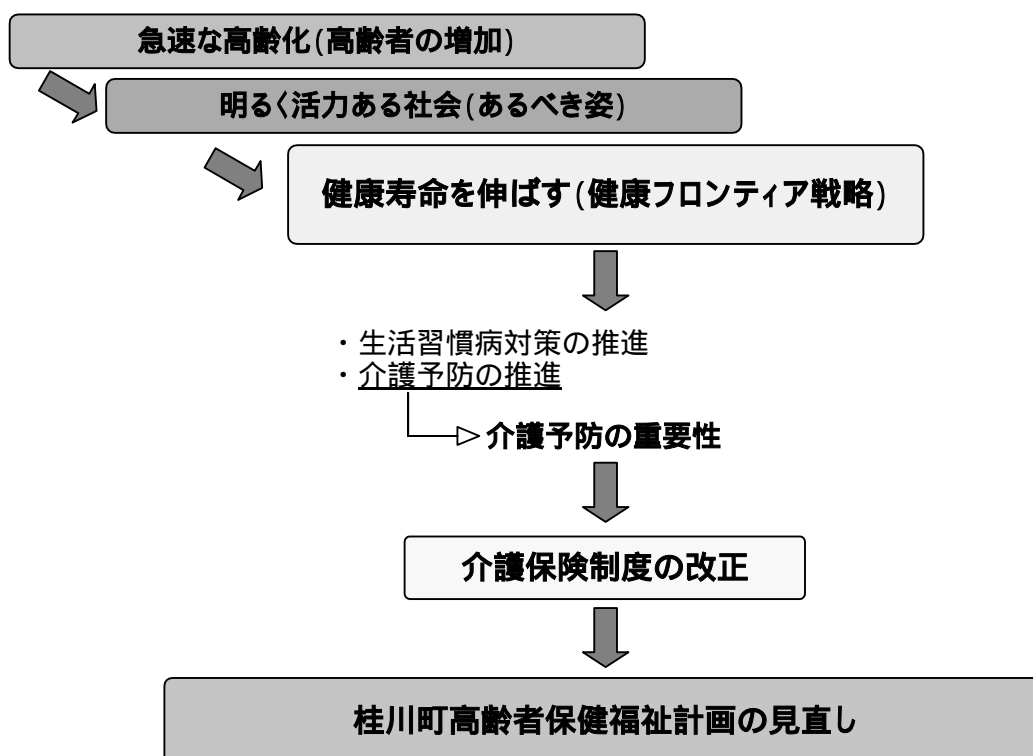 急速な高齢化(高齢者の増加)
明るく活力ある社会(あるべき姿)
健康寿命を伸ばす(健康フロンティア戦略)
・生活習慣病対策の推進
・介護予防の推進
介護予防の重要性
介護保険制度の改正
桂川町高齢者保健福祉計画の見直し